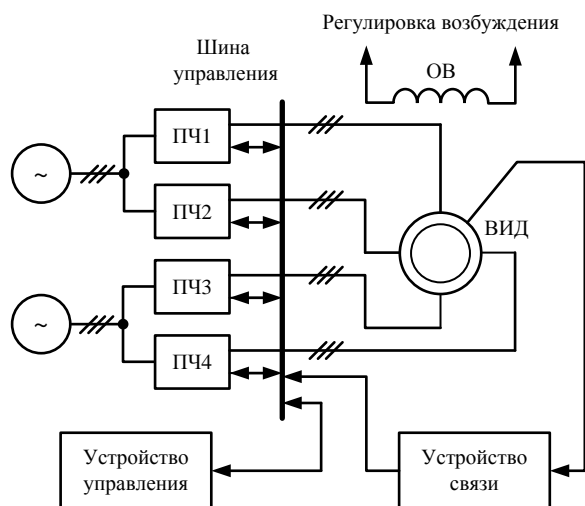 Регулировка возбуждения
Шина
управления
ОВ
ПЧ1
~
ПЧ2
ВИД
ПЧ3
~
ПЧ4
Устройство
управления
Устройство
связи